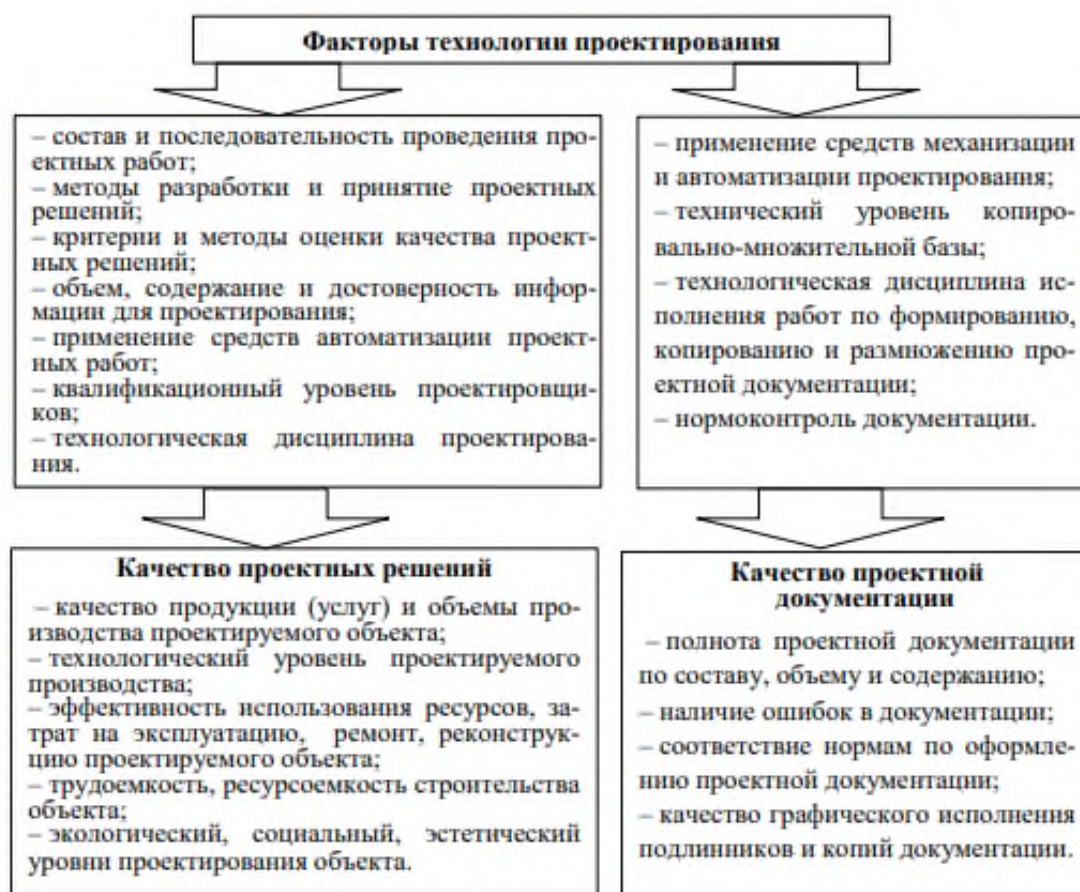 Факторы технологии проектирования
– состав и последовательность проведения про-
ектных работ;
– методы разработки и принятие проектных
решений;
– критерии и методы оценки качества проект-
ных решений;
– объем, содержание и достоверность инфор-
мации для проектирования;
– применение средств автоматизации проект-
ных работ;
– квалификационный уровень проектировщи-
ков;
– технологическая дисциплина проектирова-
ния.
– применение средств механизации
и автоматизации проектирования;
– технический уровень копиро-
вально-множительной базы;
– технологическая дисциплина ис-
полнения работ по формированию,
копированию и размножению про-
ектной документации;
– нормоконтроль документации.
Качество проектных решений
– качество продукции (услуг) и объемы про-
изводства проектируемого объекта;
– технологический уровень проектируемого
производства;
– эффективность использования ресурсов, за-
трат на эксплуатацию, ремонт, реконструк-
цию проектируемого объекта;
– трудоемкость, ресурсоемкость строительства
объекта;
– экологический, социальный, эстетический
уровни проектирования объекта.
Качество проектной
документации
– полнота проектной документации
по составу, объему и содержанию;
– наличие ошибок в документации;
– соответствие нормам по оформле-
нию проектной документации;
– качество графического исполнения
подлинников и копий документации.